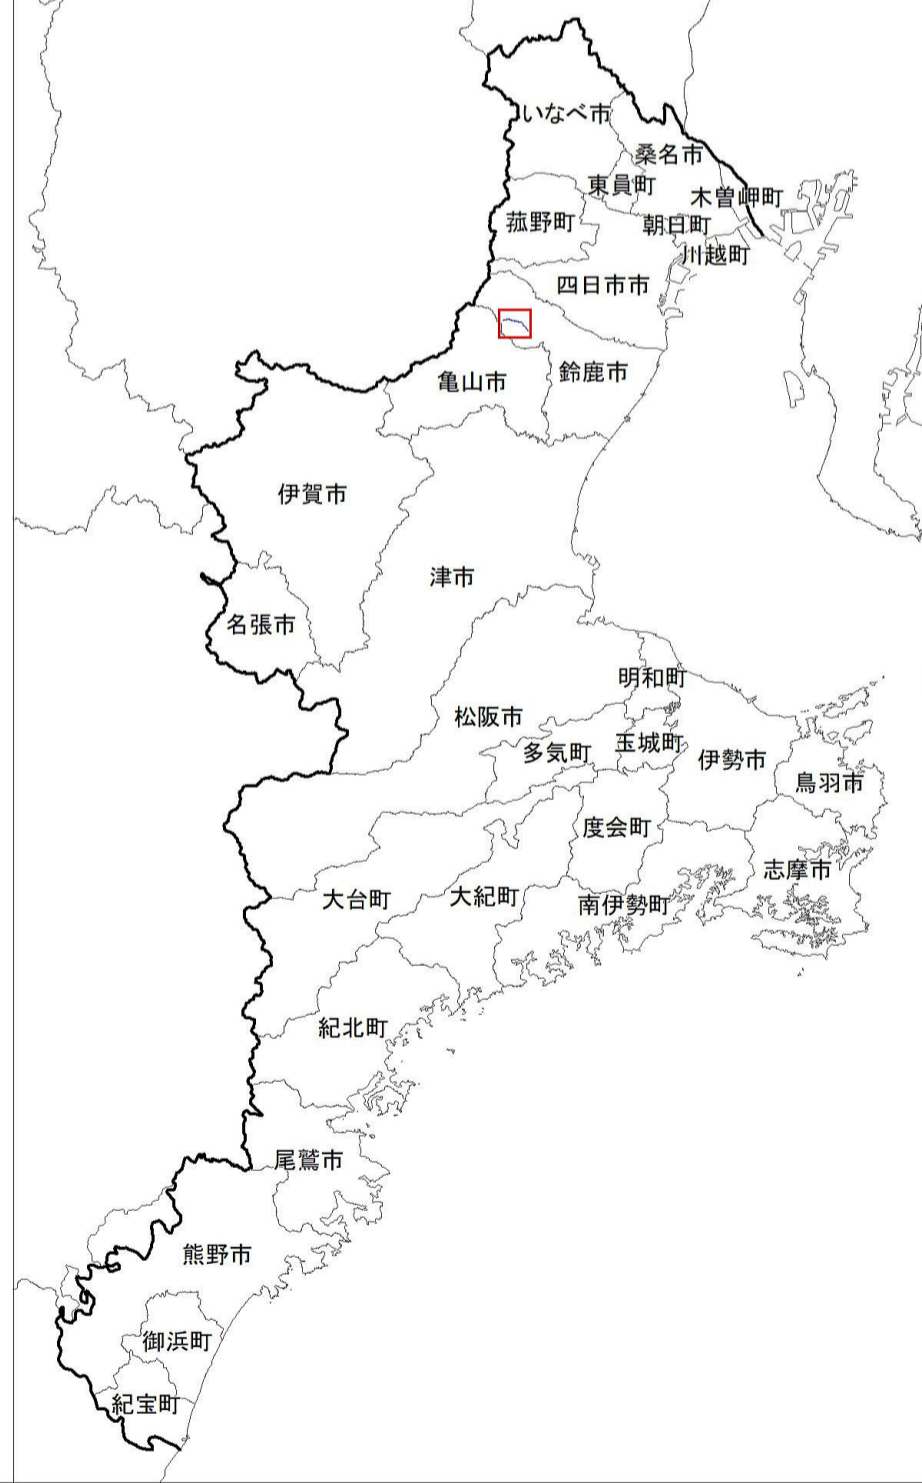 いなべ市
桑名市
東員町
木曽岬町
菰野町
朝日町
川越町
四日市市
亀山市
鈴鹿市
伊賀市
津市
名張市
明和町
松阪市
多気町
玉城町
伊勢市
鳥羽市
度会町
志摩市
大台町
大紀町
南伊勢町
紀北町
尾鷲市
熊野市
御浜町
紀宝町